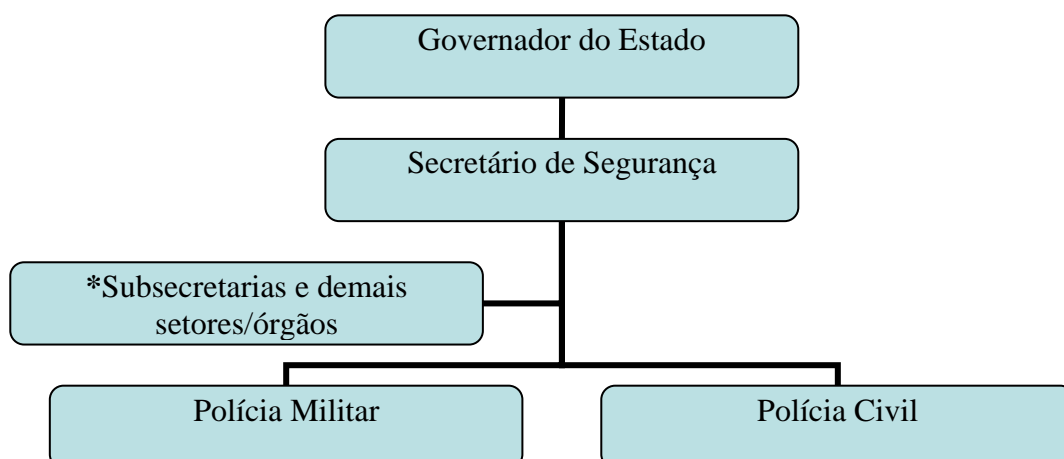 Governador do Estado
Secretário de Segurança
*Subsecretarias e demais
setores/órgãos
Polícia Militar
Polícia Civil